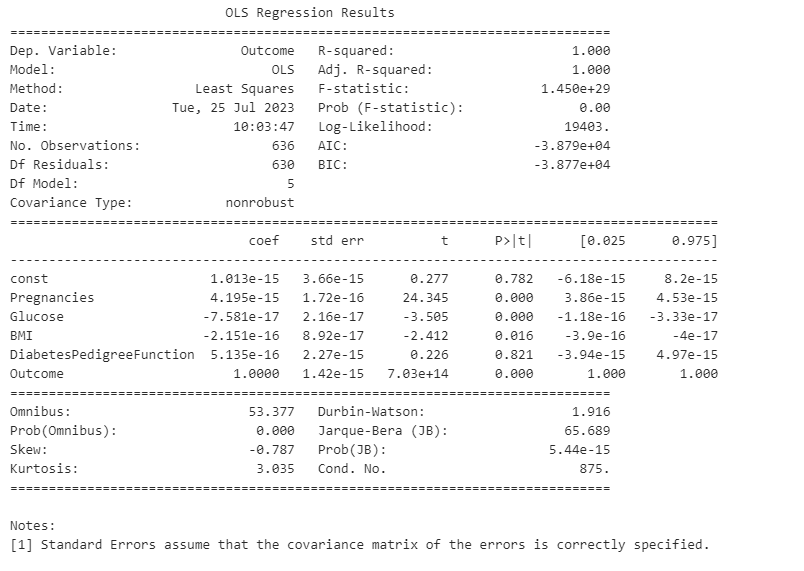 OLS Regression Results
==============================================================================
Dep. Variable: Outcome R-squared: 1.000
Model: OLS Adj. R-squared: 1.000
Method: Least Squares F-statistic: 1.450e+29
Date: Tue, 25 Jul 2023 Prob (F-statistic): 0.00
Time: 10:03:47 Log-Likelihood: 19403.
No. Observations: 636 AIC: -3.879e+04
Df Residuals: 630 BIC: -3.877e+04
Df Model: 5
Covariance Type: nonrobust
============================================================================================
coef std err t P>|t| [0.025 0.975]
--------------------------------------------------------------------------------------------
const 1.013e-15 3.66e-15 0.277 0.782 -6.18e-15 8.2e-15
Pregnancies 4.195e-15 1.72e-16 24.345 0.000 3.86e-15 4.53e-15
Glucose -7.581e-17 2.16e-17 -3.505 0.000 -1.18e-16 -3.33e-17
BMI -2.151e-16 8.92e-17 -2.412 0.016 -3.9e-16 -4e-17
DiabetesPedigreeFunction 5.135e-16 2.27e-15 0.226 0.821 -3.94e-15 4.97e-15
Outcome 1.0000 1.42e-15 7.03e+14 0.000 1.000 1.000
==============================================================================
Omnibus: 53.377 Durbin-Watson: 1.916
Prob(Omnibus): 0.000 Jarque-Bera (JB): 65.689
Skew: -0.787 Prob(JB): 5.44e-15
Kurtosis: 3.035 Cond. No. 875.
==============================================================================
Notes:
[1] Standard Errors assume that the covariance matrix of the errors is correctly specified.